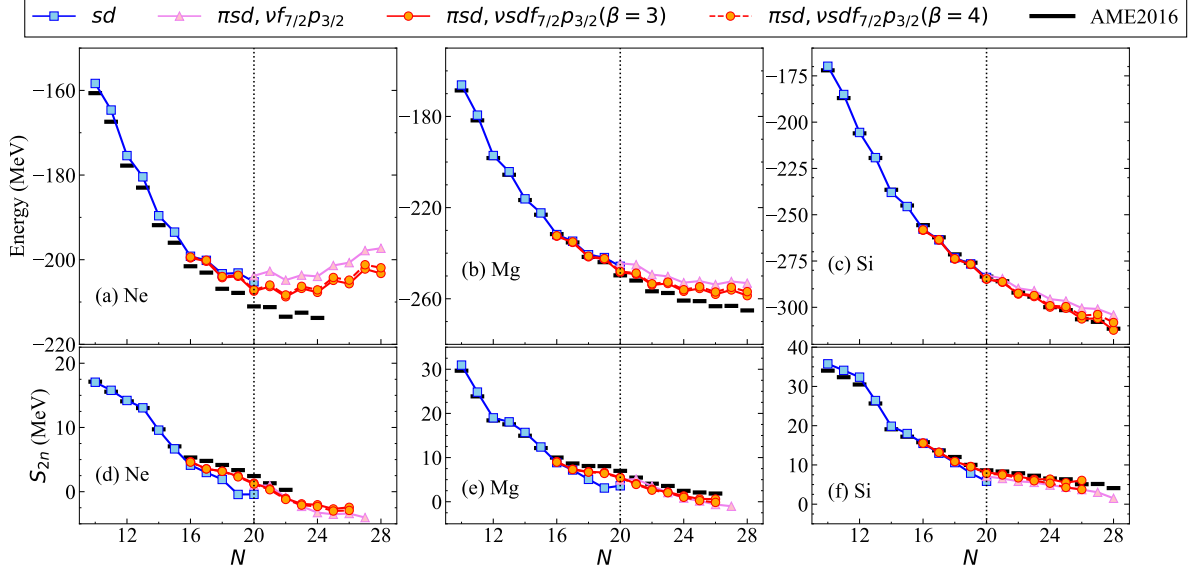 sd πsd, νf7/2p3/2 πsd, νsdf7/2p3/2(β = 3) πsd, νsdf7/2p3/2(β = 4) AME2016
Energy (MeV)
−160
−180
−200
−220
(a) Ne
−180
−220
−260
(b) Mg
−175
−200
−225
−250
−275
−300
(c) Si
S2n (MeV)
20
10
0
(d) Ne
30
20
10
0
(e) Mg
40
30
20
10
0
(f) Si
12 16 20 24 28
12 16 20 24 28
12 16 20 24 28
N N N